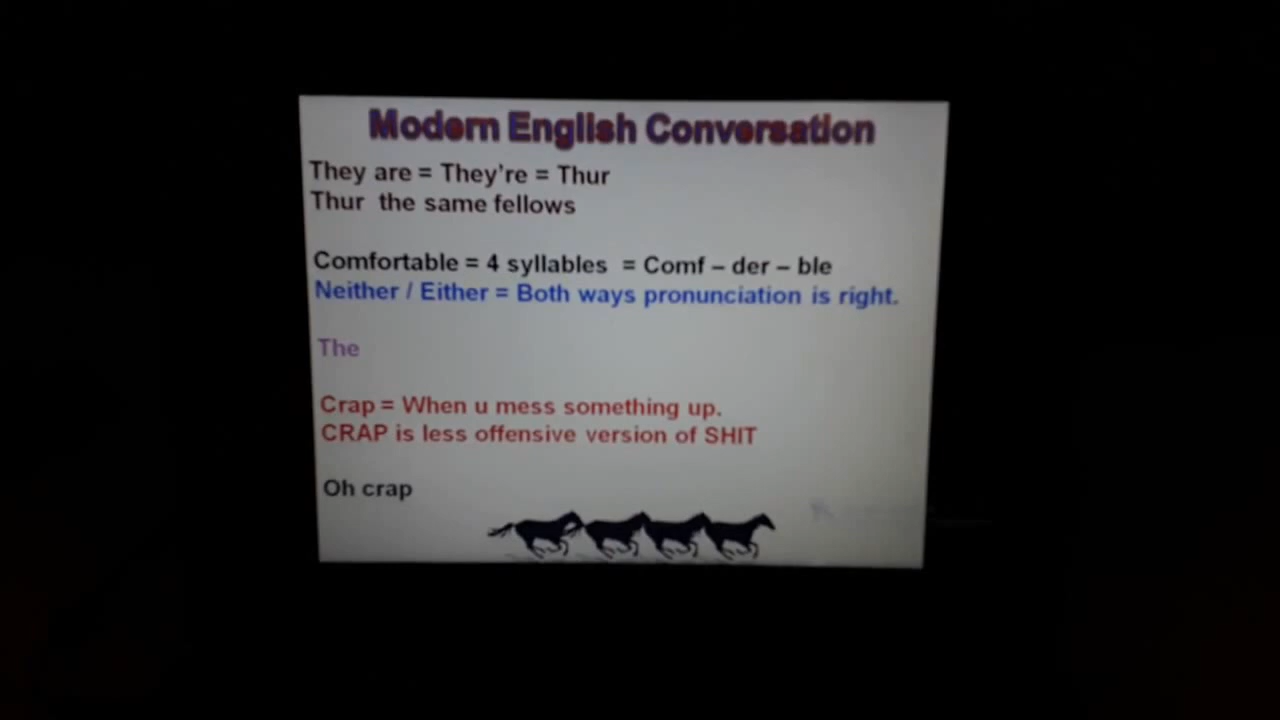 Modern English Conversation
They are = They're = Thur
Thur the same fellows
Comfortable = 4 syllables = Comf – der – ble
Neither / Either = Both ways pronunciation is right.
The
Crap = When u mess something up.
CRAP is less offensive version of SHIT
Oh crap